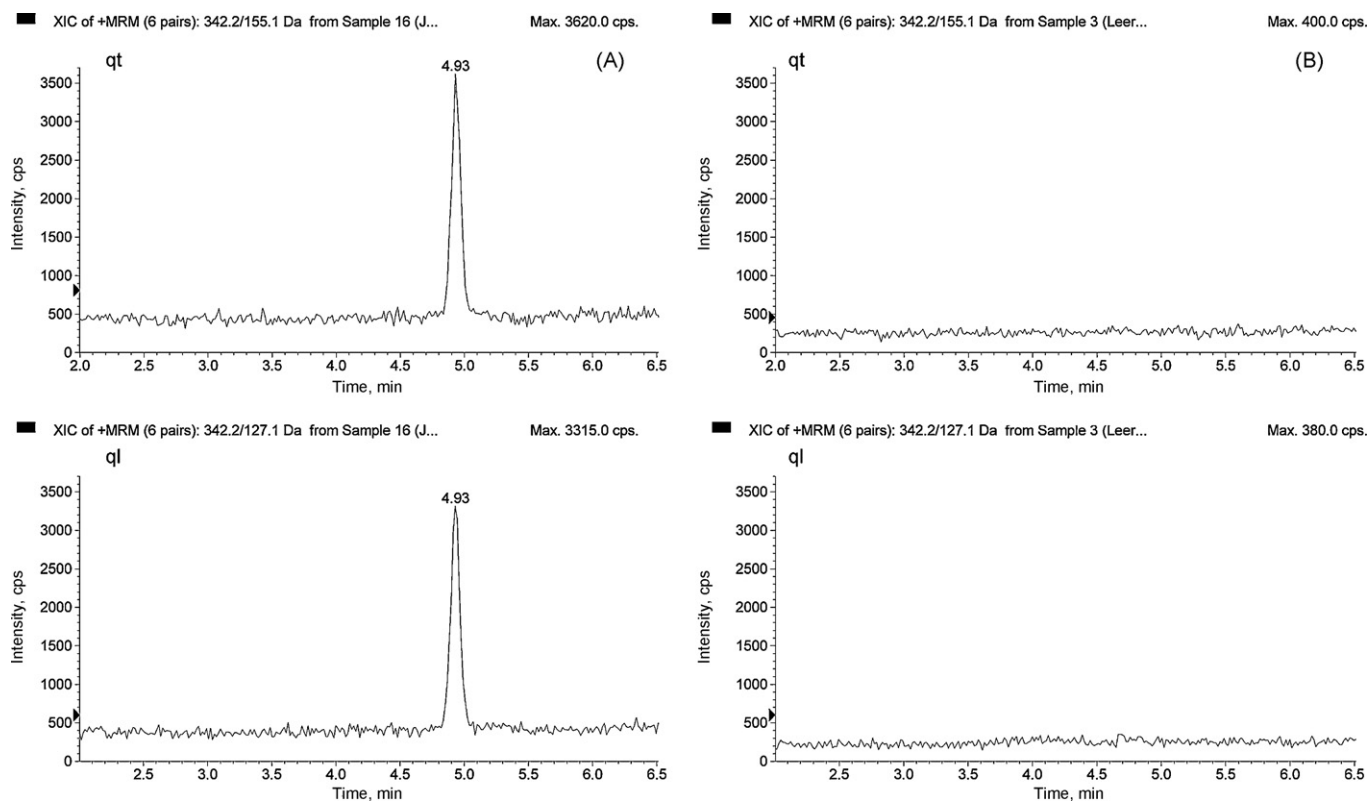 XIC of +MRM (6 pairs): 342.2/155.1 Da from Sample 16 (J... Max. 3620.0 cps.
qt (A)
4.93
3500
3000
2500
2000
1500
1000
500
0
Intensity, cps
2.0 2.5 3.0 3.5 4.0 4.5 5.0 5.5 6.0 6.5
Time, min
XIC of +MRM (6 pairs): 342.2/155.1 Da from Sample 3 (Leer... Max. 400.0 cps.
qt (B)
3500
3000
2500
2000
1500
1000
500
0
Intensity, cps
2.0 2.5 3.0 3.5 4.0 4.5 5.0 5.5 6.0 6.5
Time, min
XIC of +MRM (6 pairs): 342.2/127.1 Da from Sample 16 (J... Max. 3315.0 cps.
ql
4.93
3500
3000
2500
2000
1500
1000
500
0
Intensity, cps
2.5 3.0 3.5 4.0 4.5 5.0 5.5 6.0 6.5
Time, min
XIC of +MRM (6 pairs): 342.2/127.1 Da from Sample 3 (Leer... Max. 380.0 cps.
ql
3500
3000
2500
2000
1500
1000
500
0
Intensity, cps
2.5 3.0 3.5 4.0 4.5 5.0 5.5 6.0 6.5
Time, min